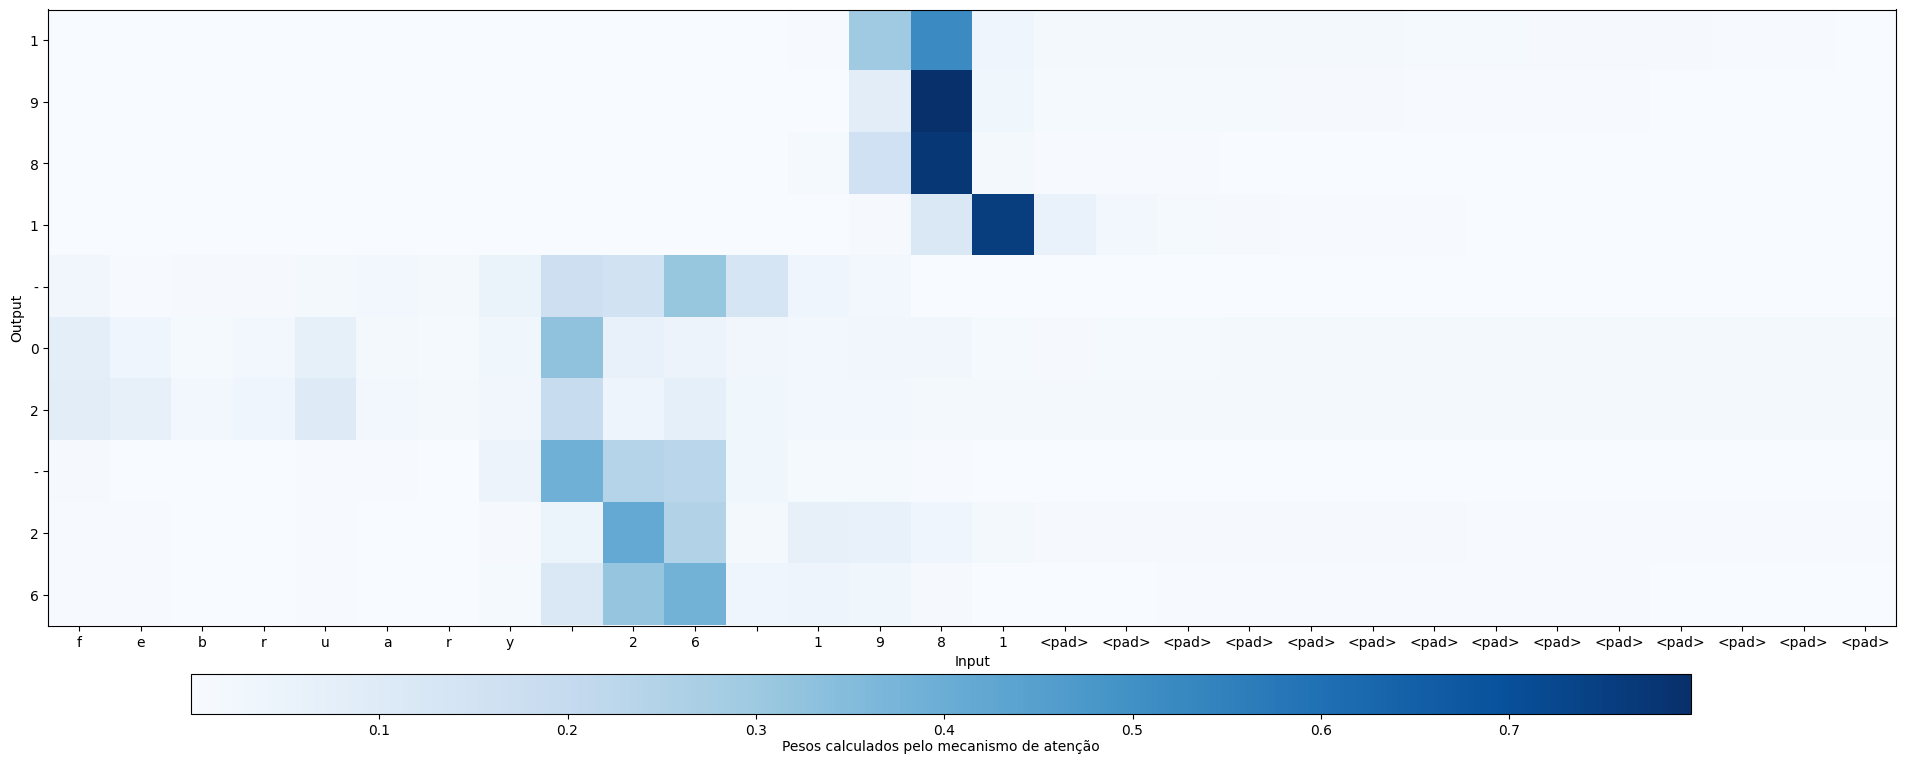 1
9
8
1
-
0
2
-
2
6
Output
f e b r u a r y 2 6 1 9 8 1 <pad> <pad> <pad> <pad> <pad> <pad> <pad> <pad> <pad> <pad> <pad> <pad> <pad> <pad>
Input
0.1 0.2 0.3 0.4 0.5 0.6 0.7
Pesos calculados pelo mecanismo de atenção